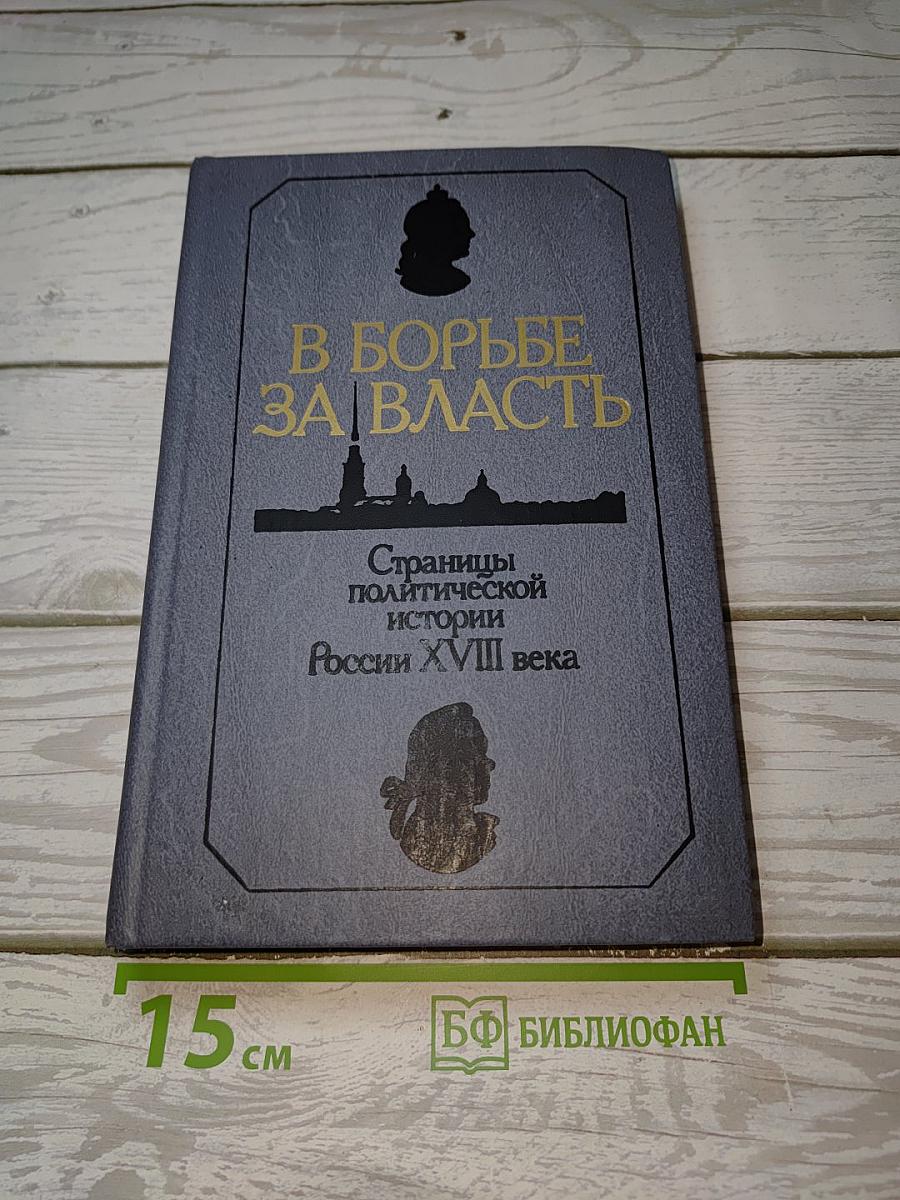 В БОРЬБЕ
ЗА ВЛАСТЬ
Страницы
политической
истории
России XVIII века
15 см
БФ БИБЛИОФАН